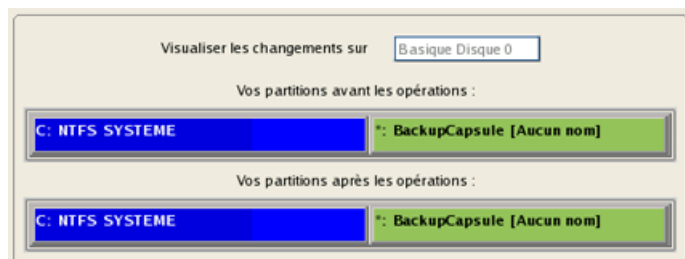 Visualiser les changements sur Basique Disque 0
Vos partitions avant les opérations :
C: NTFS SYSTEME *: BackupCapsule [Aucun nom]
Vos partitions après les opérations :
C: NTFS SYSTEME *: BackupCapsule [Aucun nom]